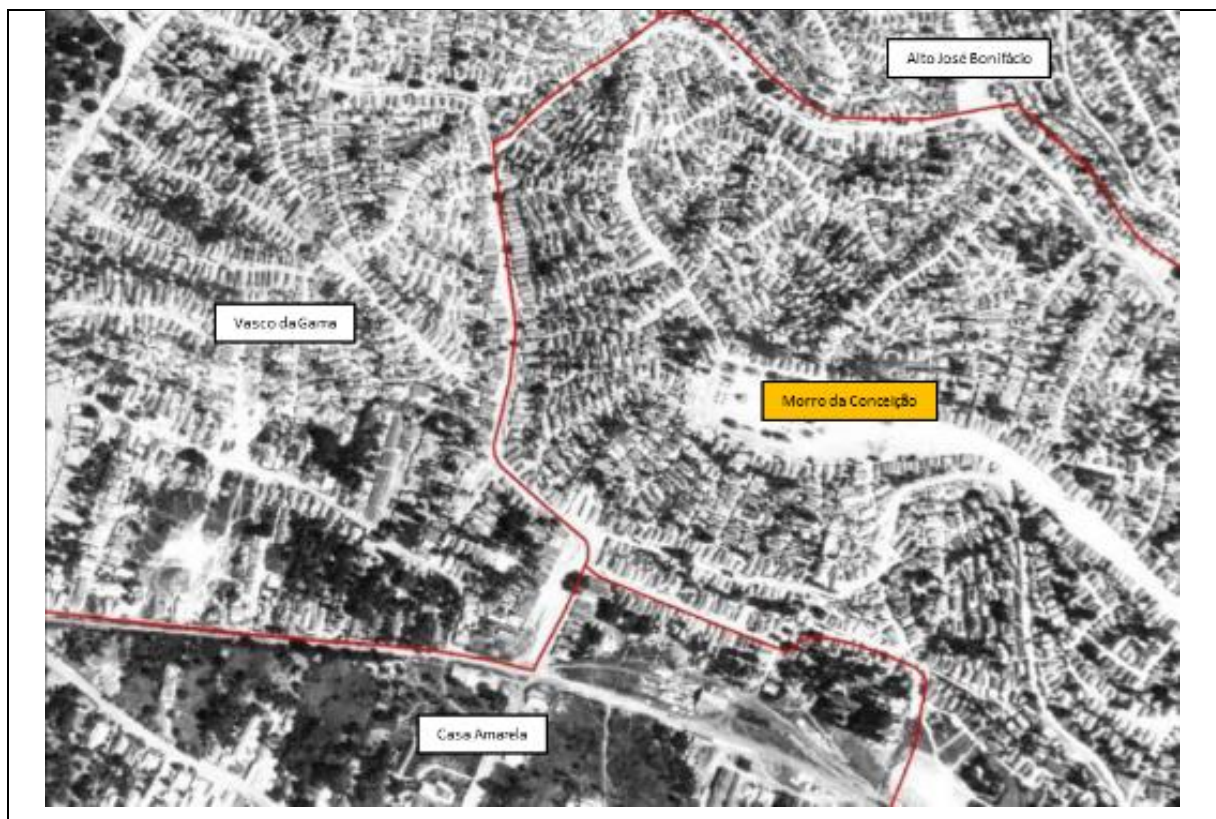 Alto José Bonifácio
Vasco da Gama
Morro da Conceição
Casa Amarela